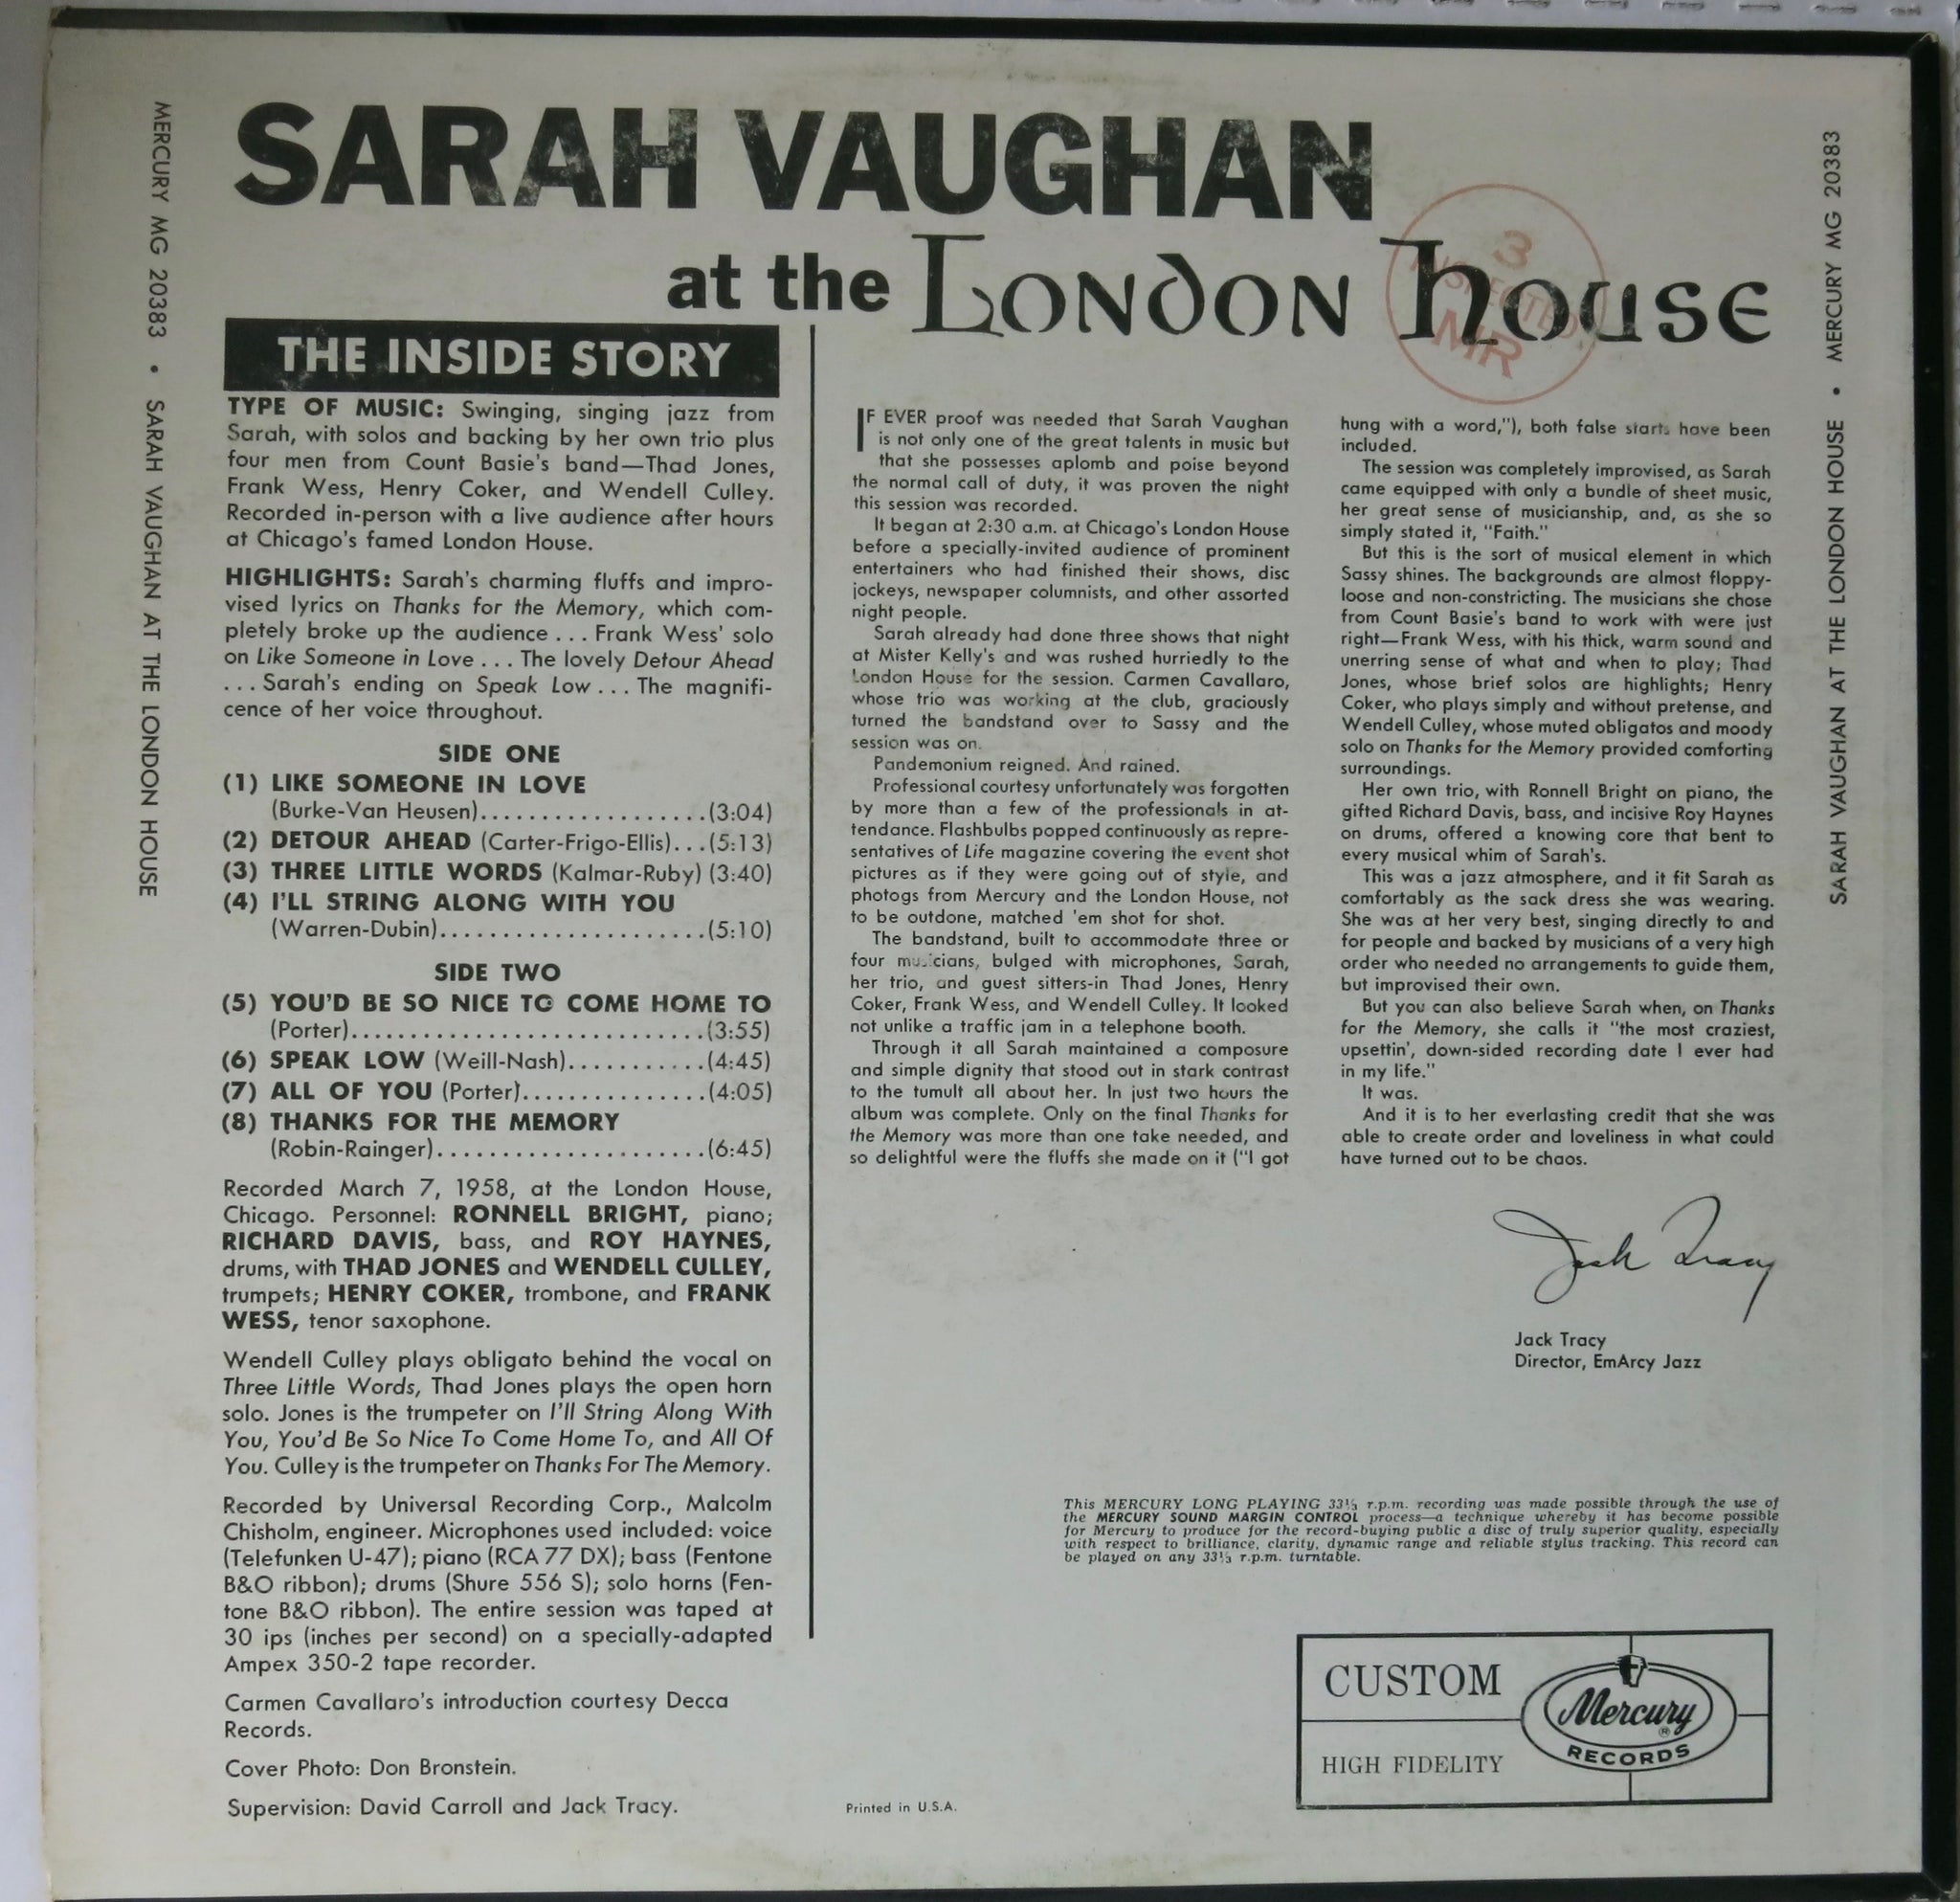 SARAH VAUGHAN
at the LONDON HOUSE
MERCURY MG 20383 • SARAH VAUGHAN AT THE LONDON HOUSE
THE INSIDE STORY
TYPE OF MUSIC: Swinging, singing jazz from
Sarah, with solos and backing by her own trio plus
four men from Count Basie's band—Thad Jones,
Frank Wess, Henry Coker, and Wendell Culley.
Recorded in-person with a live audience after hours
at Chicago's famed London House.
HIGHLIGHTS: Sarah's charming fluffs and impro-
vised lyrics on Thanks for the Memory, which com-
pletely broke up the audience . . . Frank Wess' solo
on Like Someone in Love . . . The lovely Detour Ahead
. . . Sarah's ending on Speak Low . . . The magnifi-
cence of her voice throughout.
SIDE ONE
(1) LIKE SOMEONE IN LOVE
(Burke-Van Heusen)..................(3:04)
(2) DETOUR AHEAD (Carter-Frigo-Ellis)...(5:13)
(3) THREE LITTLE WORDS (Kalmar-Ruby) (3:40)
(4) I'LL STRING ALONG WITH YOU
(Warren-Dubin).....................(5:10)
SIDE TWO
(5) YOU'D BE SO NICE TO COME HOME TO
(Porter)............................(3:55)
(6) SPEAK LOW (Weill-Nash)...........(4:45)
(7) ALL OF YOU (Porter)...............(4:05)
(8) THANKS FOR THE MEMORY
(Robin-Rainger)......................(6:45)
Recorded March 7, 1958, at the London House,
Chicago. Personnel: RONNELL BRIGHT, piano;
RICHARD DAVIS, bass, and ROY HAYNES,
drums, with THAD JONES and WENDELL CULLEY,
trumpets; HENRY COKER, trombone, and FRANK
WESS, tenor saxophone.
Wendell Culley plays obligato behind the vocal on
Three Little Words, Thad Jones plays the open horn
solo. Jones is the trumpeter on I'll String Along With
You, You'd Be So Nice To Come Home To, and All Of
You. Culley is the trumpeter on Thanks For The Memory.
Recorded by Universal Recording Corp., Malcolm
Chisholm, engineer. Microphones used included: voice
(Telefunken U-47); piano (RCA 77 DX); bass (Fentone
B&O ribbon); drums (Shure 556 S); solo horns (Fen-
tone B&O ribbon). The entire session was taped at
30 ips (inches per second) on a specially-adapted
Ampex 350-2 tape recorder.
Carmen Cavallaro's introduction courtesy Decca
Records.
Cover Photo: Don Bronstein.
Supervision: David Carroll and Jack Tracy.
IF EVER proof was needed that Sarah Vaughan
is not only one of the great talents in music but
that she possesses aplomb and poise beyond
the normal call of duty, it was proven the night
this session was recorded.
It began at 2:30 a.m. at Chicago's London House
before a specially-invited audience of prominent
entertainers who had finished their shows, disc
jockeys, newspaper columnists, and other assorted
night people.
Sarah already had done three shows that night
at Mister Kelly's and was rushed hurriedly to the
London House for the session. Carmen Cavallaro,
whose trio was working at the club, graciously
turned the bandstand over to Sassy and the
session was on.
Pandemonium reigned. And rained.
Professional courtesy unfortunately was forgotten
by more than a few of the professionals in at-
tendance. Flashbulbs popped continuously as repre-
sentatives of Life magazine covering the event shot
pictures as if they were going out of style, and
photogs from Mercury and the London House, not
to be outdone, matched 'em shot for shot.
The bandstand, built to accommodate three or
four musicians, bulged with microphones, Sarah,
her trio, and guest sitters-in Thad Jones, Henry
Coker, Frank Wess, and Wendell Culley. It looked
not unlike a traffic jam in a telephone booth.
Through it all Sarah maintained a composure
and simple dignity that stood out in stark contrast
to the tumult all about her. In just two hours the
album was complete. Only on the final Thanks for
the Memory was more than one take needed, and
so delightful were the fluffs she made on it ("I got
hung with a word,"), both false starts have been
included.
The session was completely improvised, as Sarah
came equipped with only a bundle of sheet music,
her great sense of musicianship, and, as she so
simply stated it, "Faith."
But this is the sort of musical element in which
Sassy shines. The backgrounds are almost floppy-
loose and non-constricting. The musicians she chose
from Count Basie's band to work with were just
right—Frank Wess, with his thick, warm sound and
unerring sense of what and when to play; Thad
Jones, whose brief solos are highlights; Henry
Coker, who plays simply and without pretense, and
Wendell Culley, whose muted obligatos and moody
solo on Thanks for the Memory provided comforting
surroundings.
Her own trio, with Ronnell Bright on piano, the
gifted Richard Davis, bass, and incisive Roy Haynes
on drums, offered a knowing core that bent to
every musical whim of Sarah's.
This was a jazz atmosphere, and it fit Sarah as
comfortably as the sack dress she was wearing.
She was at her very best, singing directly to and
for people and backed by musicians of a very high
order who needed no arrangements to guide them,
but improvised their own.
But you can also believe Sarah when, on Thanks
for the Memory, she calls it "the most craziest,
upsettin', down-sided recording date I ever had
in my life."
It was.
And it is to her everlasting credit that she was
able to create order and loveliness in what could
have turned out to be chaos.
Jack Tracy
Jack Tracy
Director, EmArcy Jazz
This MERCURY LONG PLAYING 33⅓ r.p.m. recording was made possible through the use of
the MERCURY SOUND MARGIN CONTROL process—a technique whereby it has become possible
for Mercury to produce for the record-buying public a disc of truly superior quality, especially
with respect to brilliance, clarity, dynamic range and reliable stylus tracking. This record can
be played on any 33⅓ r.p.m. turntable.
CUSTOM
HIGH FIDELITY
Mercury ®
RECORDS
Printed in U.S.A.
MERCURY MG 20383 • SARAH VAUGHAN AT THE LONDON HOUSE
3
INSPECTED
MR